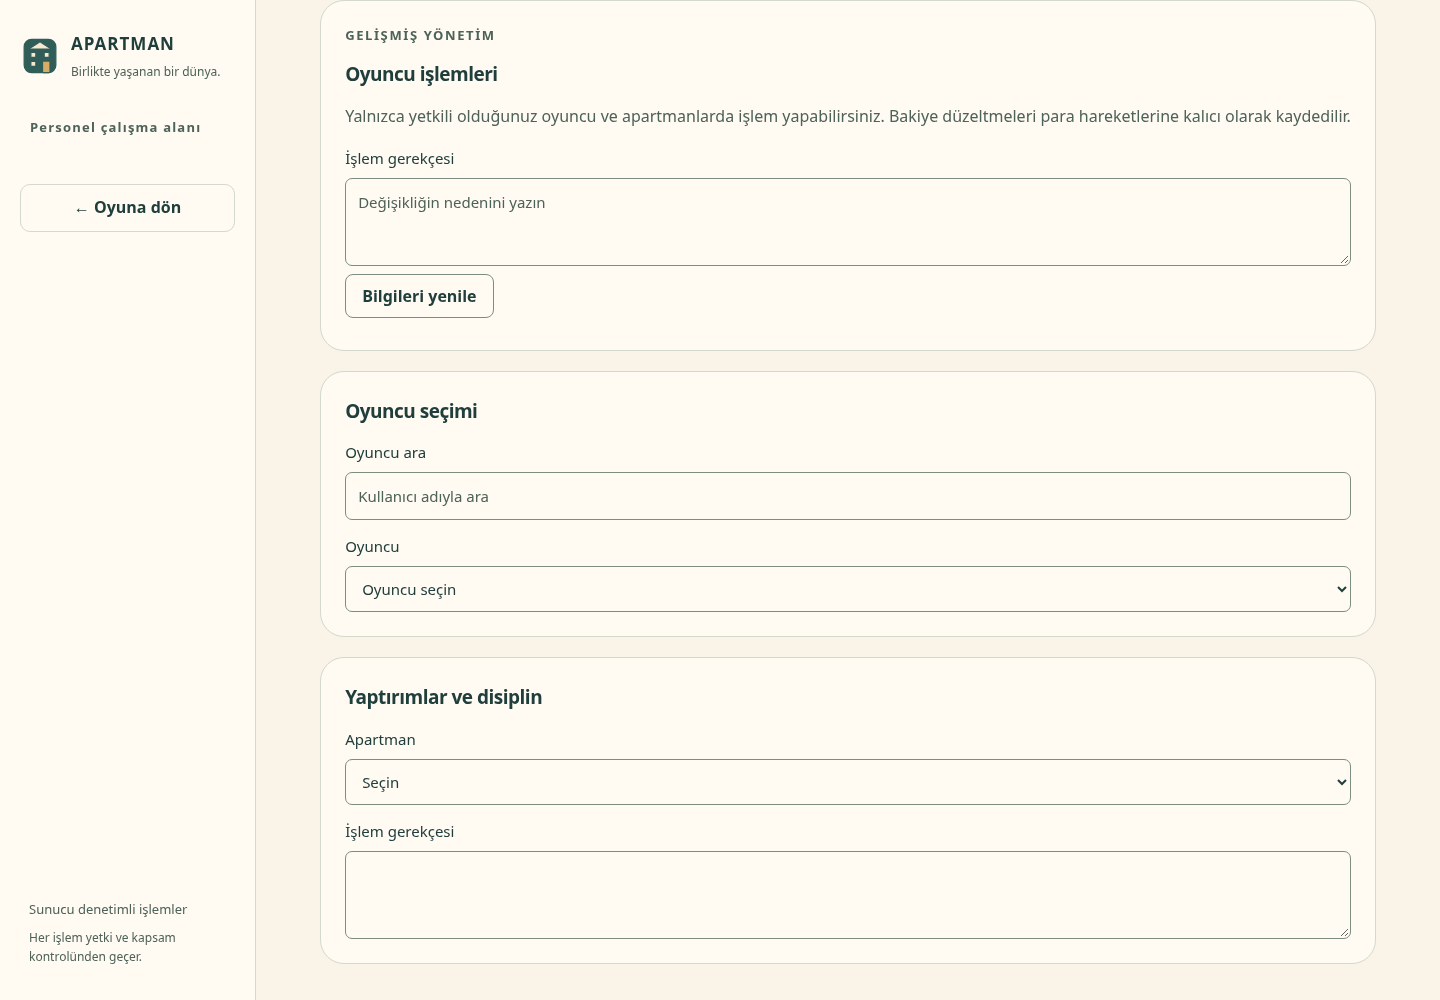 APARTMAN
Birlikte yaşanan bir dünya.
Personel çalışma alanı
← Oyuna dön
Sunucu denetimli işlemler
Her işlem yetki ve kapsam
kontrolünden geçer.
GELİŞMİŞ YÖNETİM
Oyuncu işlemleri
Yalnızca yetkili olduğunuz oyuncu ve apartmanlarda işlem yapabilirsiniz. Bakiye düzeltmeleri para hareketlerine kalıcı olarak kaydedilir.
İşlem gerekçesi
Değişikliğin nedenini yazın
Bilgileri yenile
Oyuncu seçimi
Oyuncu ara
Kullanıcı adıyla ara
Oyuncu
Oyuncu seçin
Yaptırımlar ve disiplin
Apartman
Seçin
İşlem gerekçesi